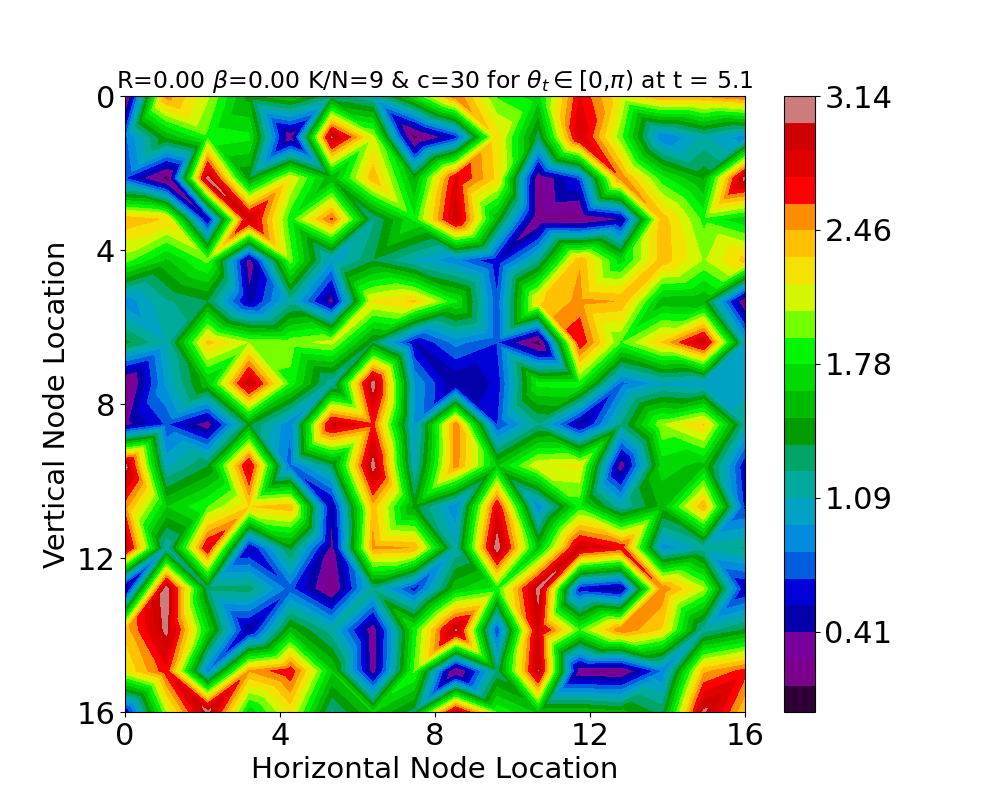 R=0.00 β=0.00 K/N=9 & c=30 for θt ∈ [0,π) at t = 5.1
0
4
8
12
16
Vertical Node Location
0 4 8 12 16
Horizontal Node Location
3.14
2.46
1.78
1.09
0.41